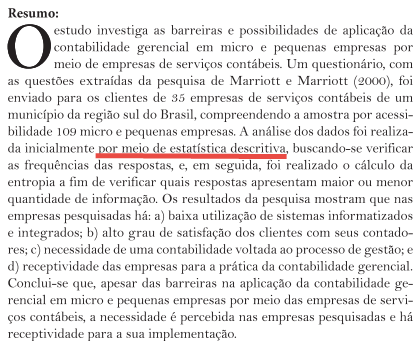 Resumo:
O estudo investiga as barreiras e possibilidades de aplicação da
contabilidade gerencial em micro e pequenas empresas por
meio de empresas de serviços contábeis. Um questionário, com
as questões extraídas da pesquisa de Marriott e Marriott (2000), foi
enviado para os clientes de 35 empresas de serviços contábeis de um
município da região sul do Brasil, compreendendo a amostra por acessi-
bilidade 109 micro e pequenas empresas. A análise dos dados foi realiza-
da inicialmente por meio de estatística descritiva, buscando-se verificar
as frequências das respostas, e, em seguida, foi realizado o cálculo da
entropia a fim de verificar quais respostas apresentam maior ou menor
quantidade de informação. Os resultados da pesquisa mostram que nas
empresas pesquisadas há: a) baixa utilização de sistemas informatizados
e integrados; b) alto grau de satisfação dos clientes com seus contado-
res; c) necessidade de uma contabilidade voltada ao processo de gestão; e
d) receptividade das empresas para a prática da contabilidade gerencial.
Conclui-se que, apesar das barreiras na aplicação da contabilidade ge-
rencial em micro e pequenas empresas por meio das empresas de servi-
ços contábeis, a necessidade é percebida nas empresas pesquisadas e há
receptividade para a sua implementação.